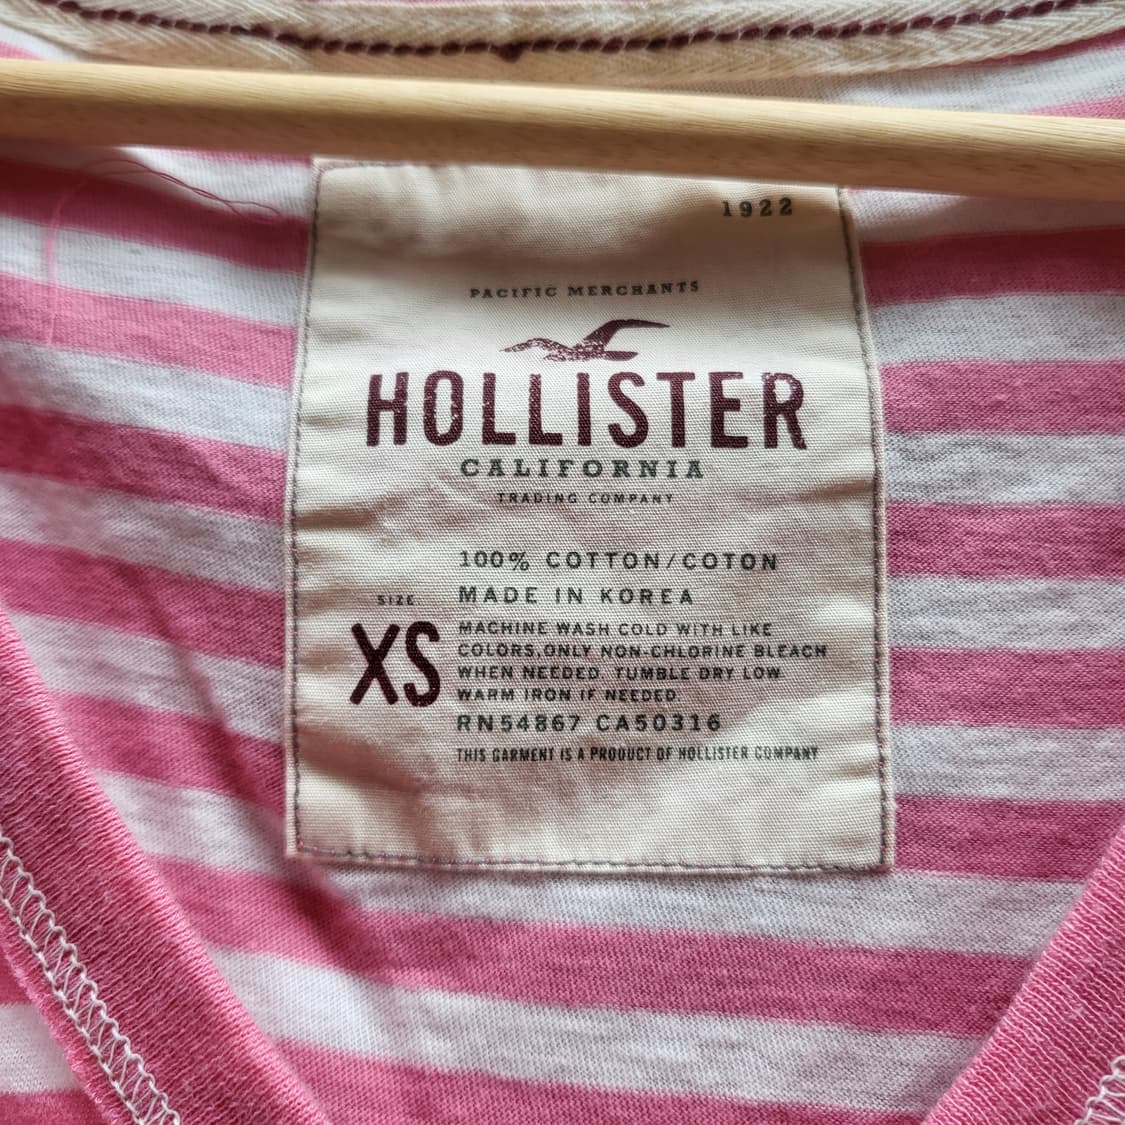 1922
PACIFIC MERCHANTS
HOLLISTER
CALIFORNIA
TRADING COMPANY
100% COTTON/COTON
MADE IN KOREA
SIZE
XS
MACHINE WASH COLD WITH LIKE
COLORS,ONLY NON-CHLORINE BLEACH
WHEN NEEDED. TUMBLE DRY LOW.
WARM IRON IF NEEDED.
RN54867 CA50316
THIS GARMENT IS A PRODUCT OF HOLLISTER COMPANY